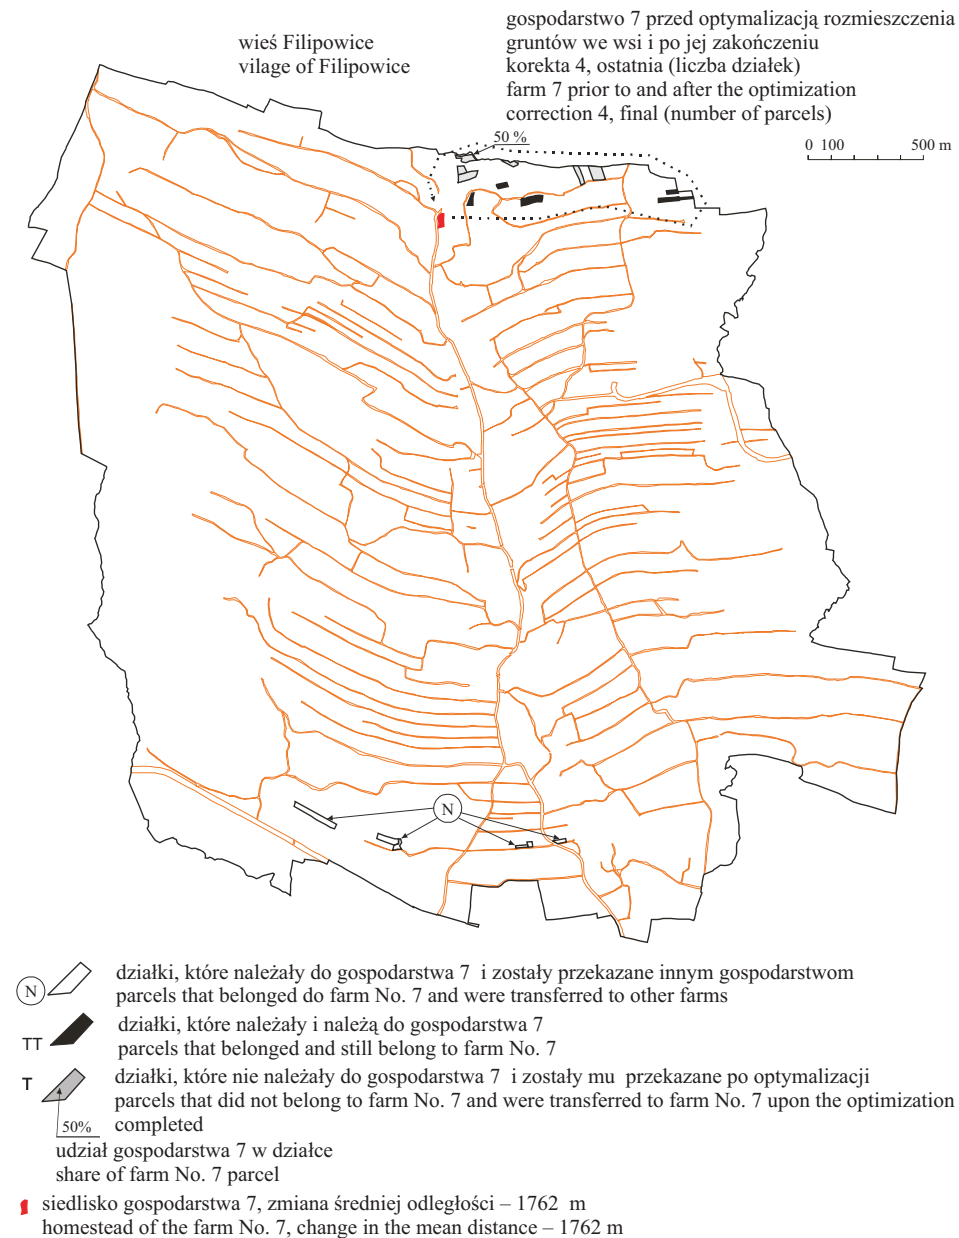 wieś Filipowice
vilage of Filipowice
gospodarstwo 7 przed optymalizacją rozmieszczenia
gruntów we wsi i po jej zakończeniu
korekta 4, ostatnia (liczba działek)
farm 7 prior to and after the optimization
correction 4, final (number of parcels)
50 %
0 100 500 m
N
N
działki, które należały do gospodarstwa 7 i zostały przekazane innym gospodarstwom
parcels that belonged do farm No. 7 and were transferred to other farms
TT
działki, które należały i należą do gospodarstwa 7
parcels that belonged and still belong to farm No. 7
T
działki, które nie należały do gospodarstwa 7 i zostały mu przekazane po optymalizacji
parcels that did not belong to farm No. 7 and were transferred to farm No. 7 upon the optimization
50% completed
udział gospodarstwa 7 w działce
share of farm No. 7 parcel
siedlisko gospodarstwa 7, zmiana średniej odległości – 1762 m
homestead of the farm No. 7, change in the mean distance – 1762 m